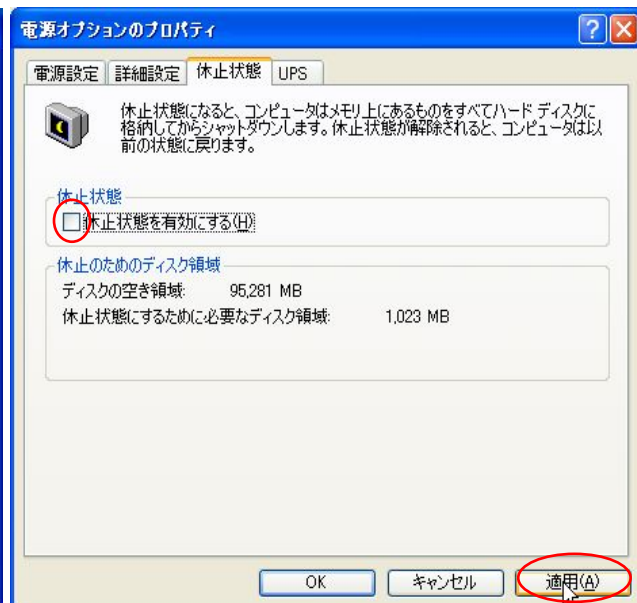 電源オプションのプロパティ
電源設定 詳細設定 休止状態 UPS
休止状態になると、コンピュータはメモリ上にあるものをすべてハード ディスクに
格納してからシャットダウンします。休止状態が解除されると、コンピュータは以
前の状態に戻ります。
休止状態
休止状態を有効にする(H)
休止のためのディスク領域
ディスクの空き領域: 95,281 MB
休止状態にするために必要なディスク領域: 1,023 MB
OK キャンセル 適用(A)